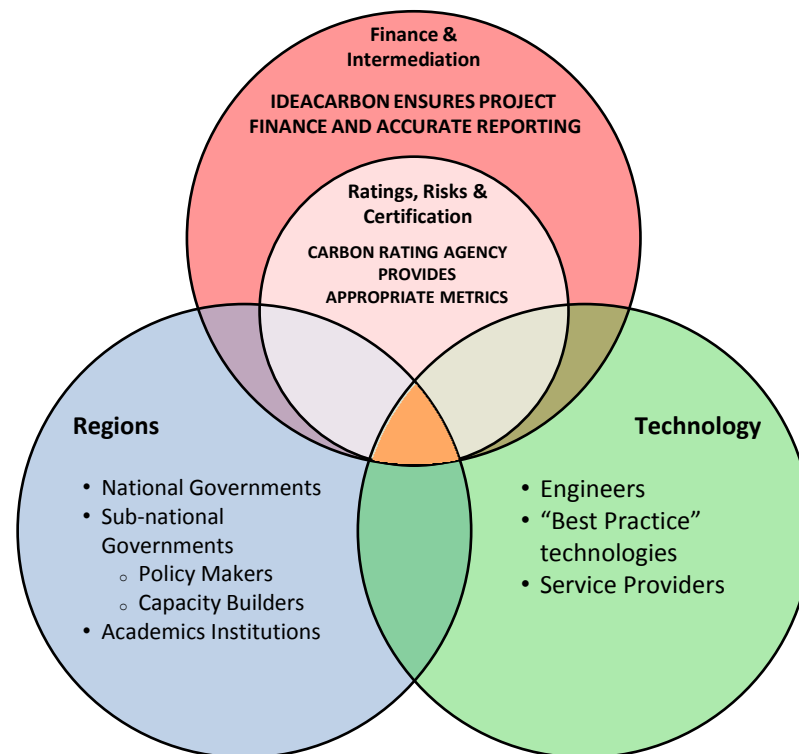 Finance &
Intermediation
IDEACARBON ENSURES PROJECT
FINANCE AND ACCURATE REPORTING
Ratings, Risks &
Certification
CARBON RATING AGENCY
PROVIDES
APPROPRIATE METRICS
Regions
• National Governments
• Sub-national
Governments
o Policy Makers
o Capacity Builders
• Academics Institutions
Technology
• Engineers
• “Best Practice”
technologies
• Service Providers